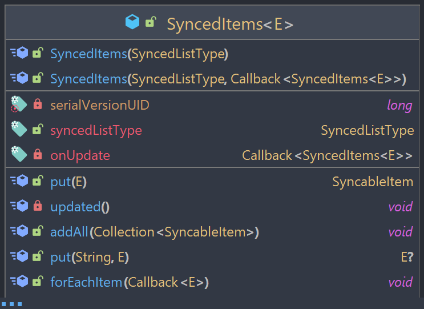 SyncedItems<E>
SyncedItems(SyncedListType)
SyncedItems(SyncedListType, Callback<SyncedItems<E>>)
serialVersionUID long
syncedListType SyncedListType
onUpdate Callback<SyncedItems<E>>
put(E) SyncableItem
updated() void
addAll(Collection<SyncableItem>) void
put(String, E) E?
forEachItem(Callback<E>) void